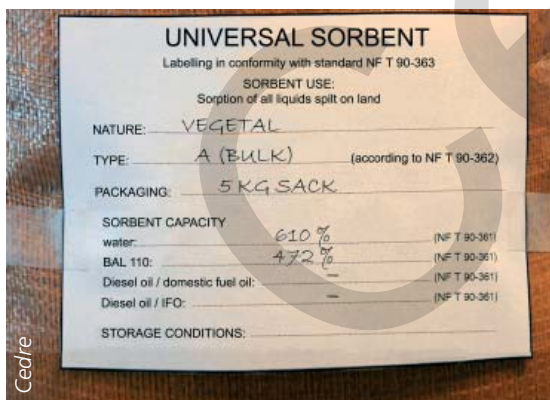 UNIVERSAL SORBENT
Labelling in conformity with standard NF T 90-363
SORBENT USE:
Sorption of all liquids spilt on land
NATURE: VEGETAL
TYPE: A (BULK) (according to NF T 90-362)
PACKAGING: 5 KG SACK
SORBENT CAPACITY
water: 610 % (NF T 90-361)
BAL 110: 472 % (NF T 90-361)
Diesel oil / domestic fuel oil: – (NF T 90-361)
Diesel oil / IFO: – (NF T 90-361)
STORAGE CONDITIONS:
Cedre